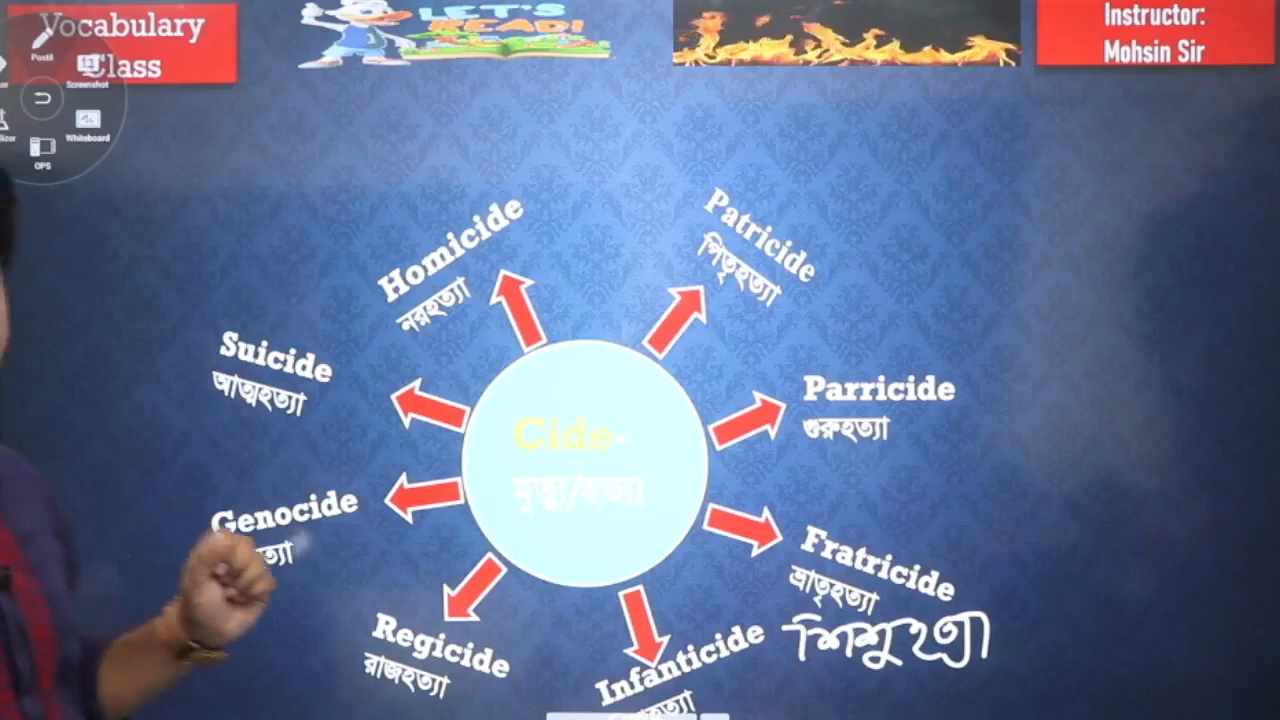 Vocabulary
Class
LET'S
READ!
Instructor:
Mohsin Sir
Postil
Screenshot
Whiteboard
OPS
Homicide
নরহত্যা
Patricide
পিতৃহত্যা
Suicide
আত্মহত্যা
Parricide
গুরুহত্যা
Cide-
মৃত্যু/হত্যা
Genocide
Fratricide
ভ্রাতৃহত্যা
শিশুহত্যা
Regicide
রাজহত্যা
Infanticide